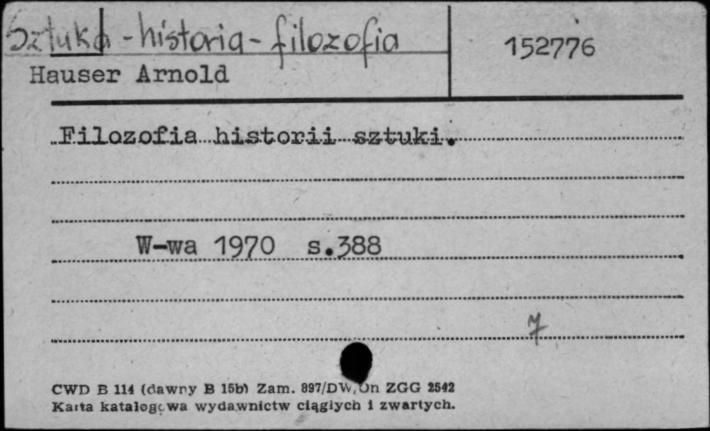 Sztuka - historia - filozofia
152776
Hauser Arnold
Filozofia historii sztuki.
W-wa 1970 s.388
7
CWD B 114 (dawny B 15b) Zam. 897/DW/Dn ZGG 2542
Karta katalogowa wydawnictw ciągłych i zwartych.